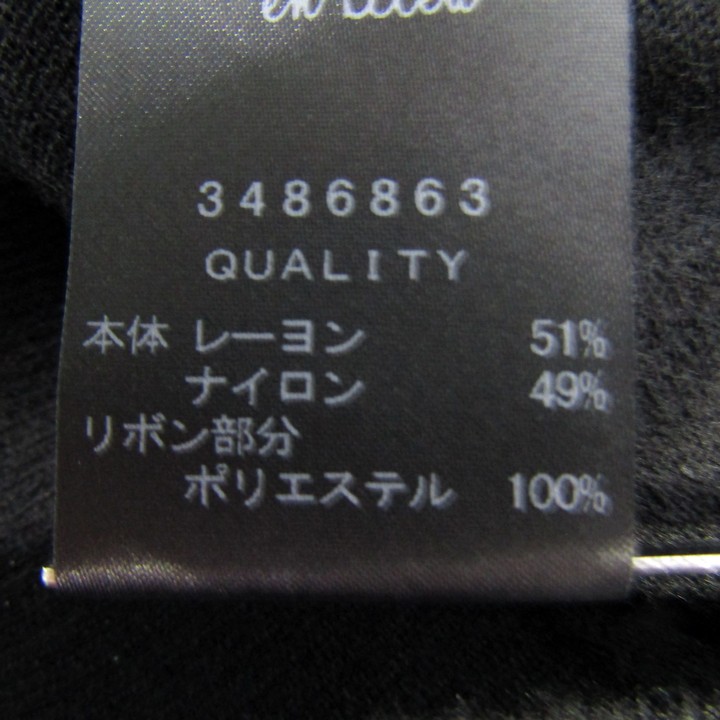 3486863
QUALITY
本体 レーヨン 51%
ナイロン 49%
リボン部分
ポリエステル 100%